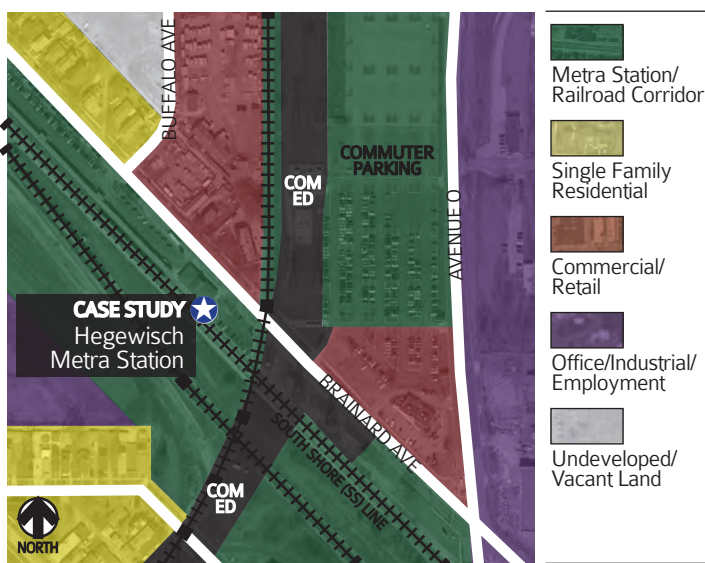 BUFFALO AVE
COM
ED
COMMUTER
PARKING
AVENUE O
CASE STUDY
Hegewisch
Metra Station
BRAINARD AVE
SOUTH SHORE (SS) LINE
COM
ED
NORTH
Metra Station/
Railroad Corridor
Single Family
Residential
Commercial/
Retail
Office/Industrial/
Employment
Undeveloped/
Vacant Land